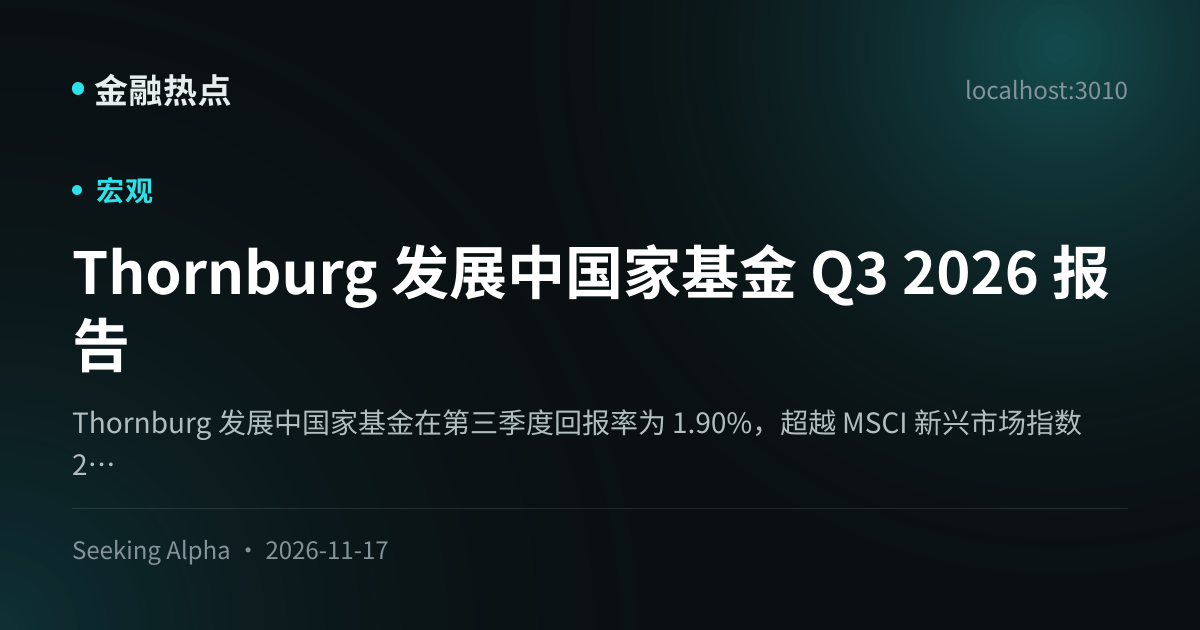 金融热点
localhost:3010
宏观
Thornburg 发展中国家基金 Q3 2026 报
告
Thornburg 发展中国家基金在第三季度回报率为 1.90%，超越 MSCI 新兴市场指数
2…
Seeking Alpha · 2026-11-17